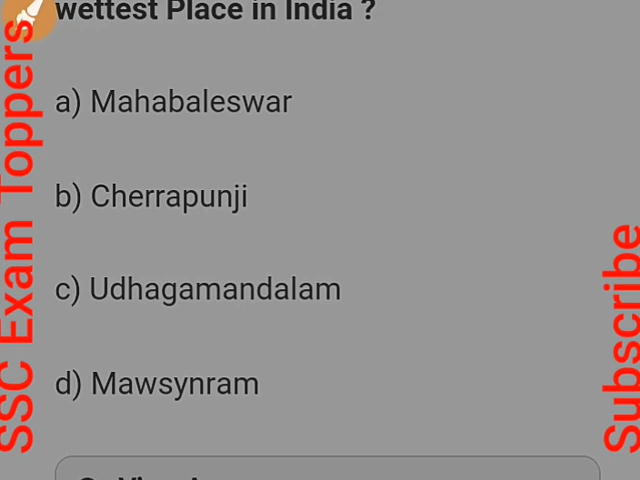 wettest Place in India ?
a) Mahabaleswar
b) Cherrapunji
c) Udhagamandalam
d) Mawsynram
SSC Exam Toppers
Subscribe